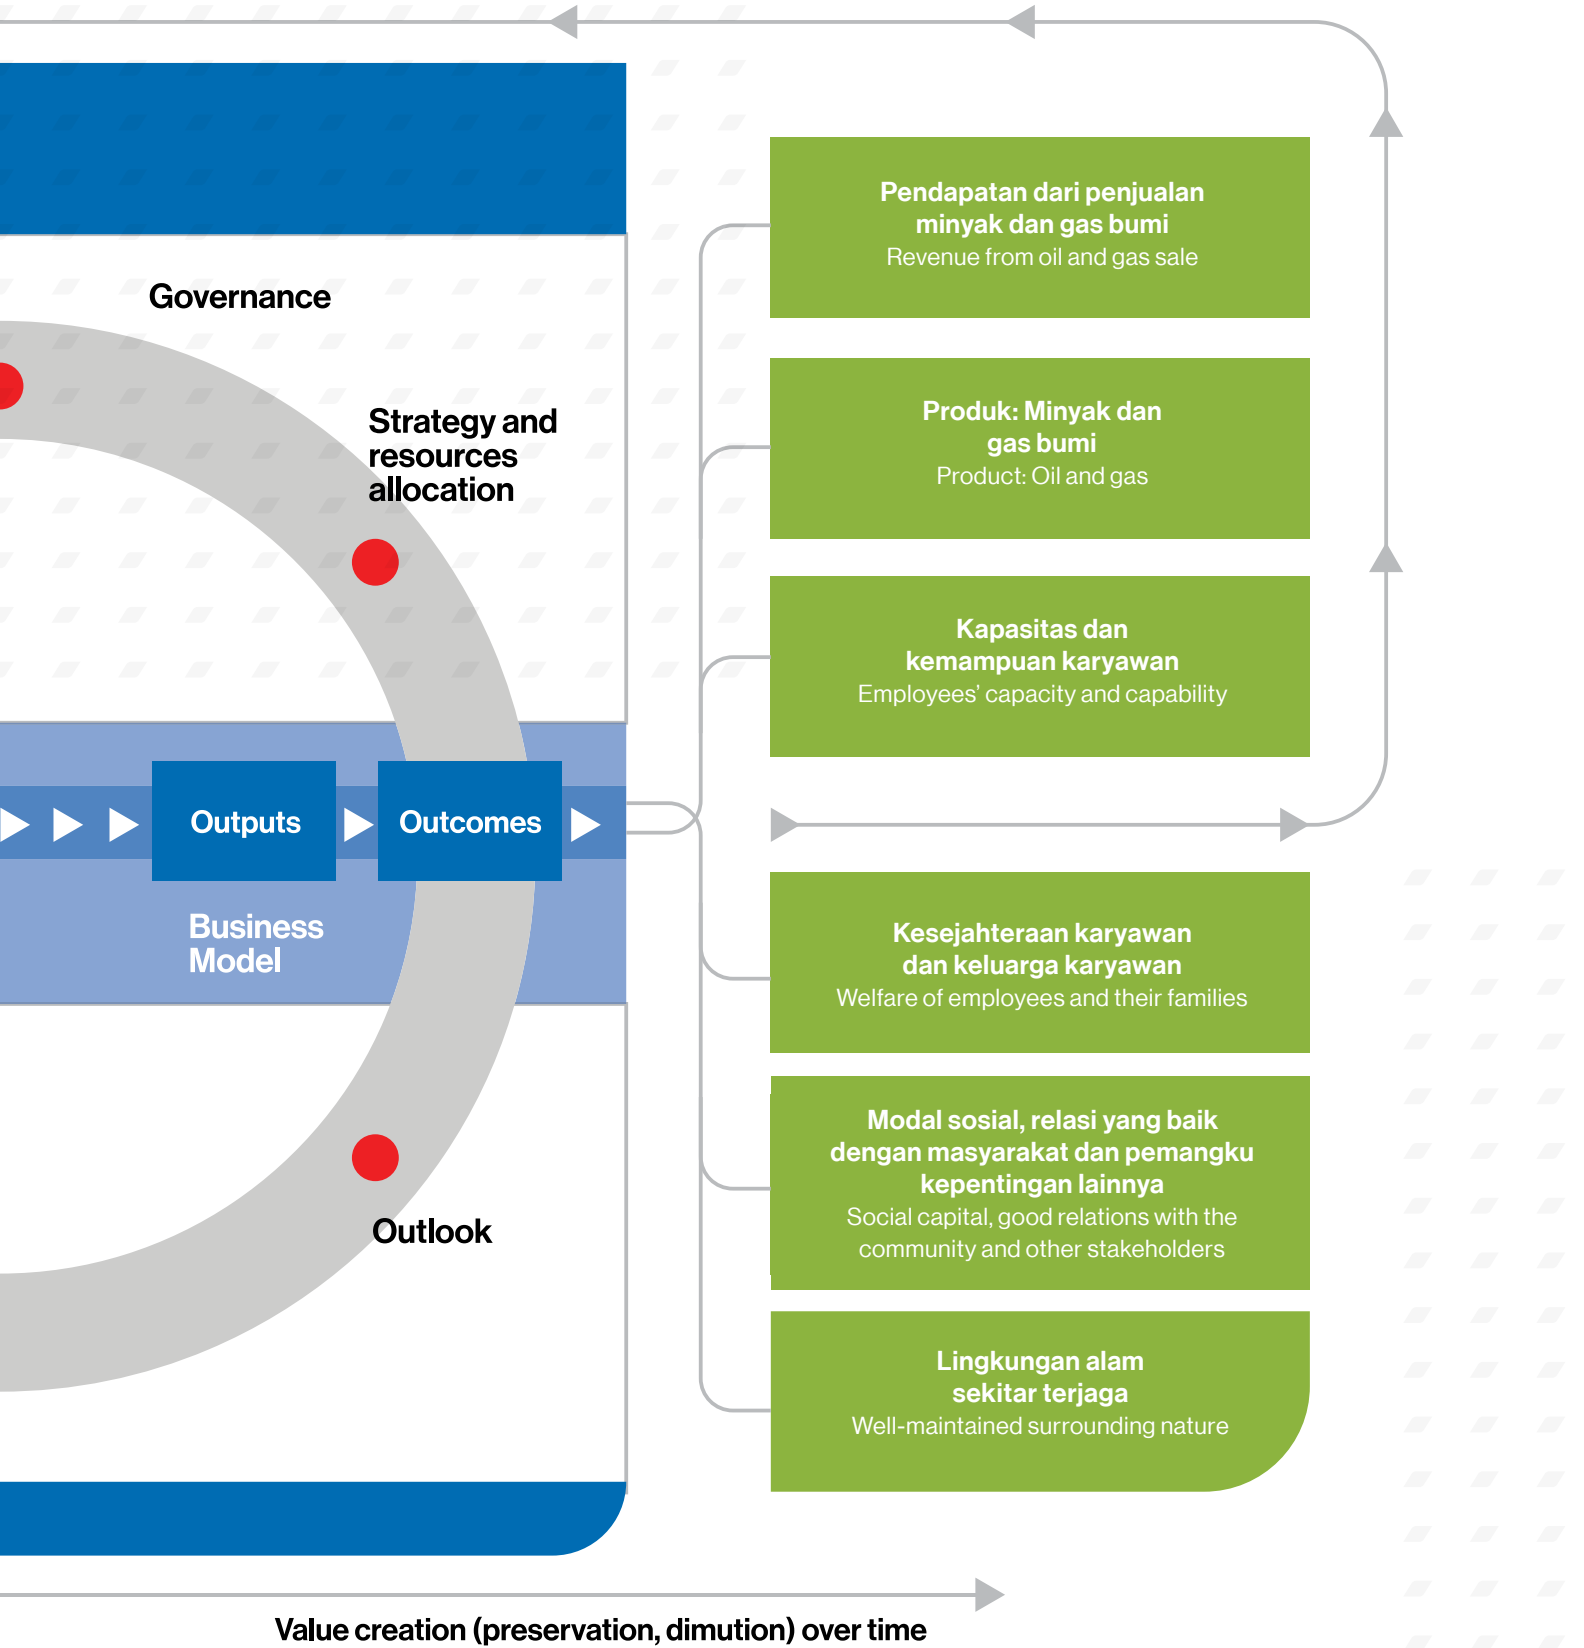 Governance
Strategy and
resources
allocation
Outputs
Outcomes
Business
Model
Outlook
Pendapatan dari penjualan
minyak dan gas bumi
Revenue from oil and gas sale
Produk: Minyak dan
gas bumi
Product: Oil and gas
Kapasitas dan
kemampuan karyawan
Employees’ capacity and capability
Kesejahteraan karyawan
dan keluarga karyawan
Welfare of employees and their families
Modal sosial, relasi yang baik
dengan masyarakat dan pemangku
kepentingan lainnya
Social capital, good relations with the
community and other stakeholders
Lingkungan alam
sekitar terjaga
Well-maintained surrounding nature
Value creation (preservation, dimution) over time